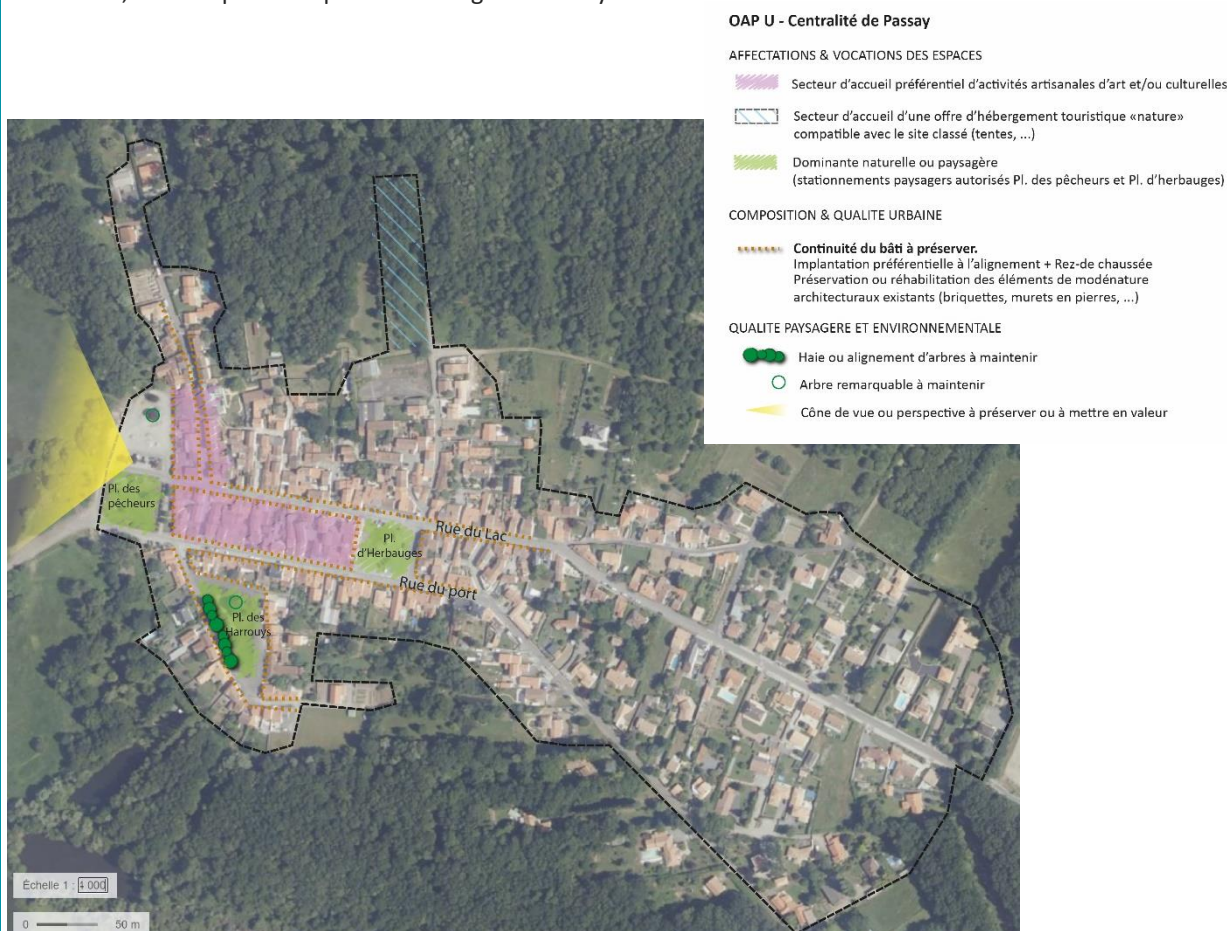 OAP U - Centralité de Passay
AFFECTATIONS & VOCATIONS DES ESPACES
Secteur d'accueil préférentiel d'activités artisanales d'art et/ou culturelles
Secteur d'accueil d'une offre d'hébergement touristique «nature»
compatible avec le site classé (tentes, ...)
Dominante naturelle ou paysagère
(stationnements paysagers autorisés Pl. des pêcheurs et Pl. d'herbauges)
COMPOSITION & QUALITE URBAINE
Continuité du bâti à préserver.
Implantation préférentielle à l'alignement + Rez-de chaussée
Préservation ou réhabilitation des éléments de modénature
architecturaux existants (briquettes, murets en pierres, ...)
QUALITE PAYSAGERE ET ENVIRONNEMENTALE
Haie ou alignement d'arbres à maintenir
Arbre remarquable à maintenir
Cône de vue ou perspective à préserver ou à mettre en valeur
Pl. des
pêcheurs
Rue du Lac
Pl.
d'Herbauges
Rue du port
Pl. des
Harrouys
Échelle 1 : 4 000
0 50 m